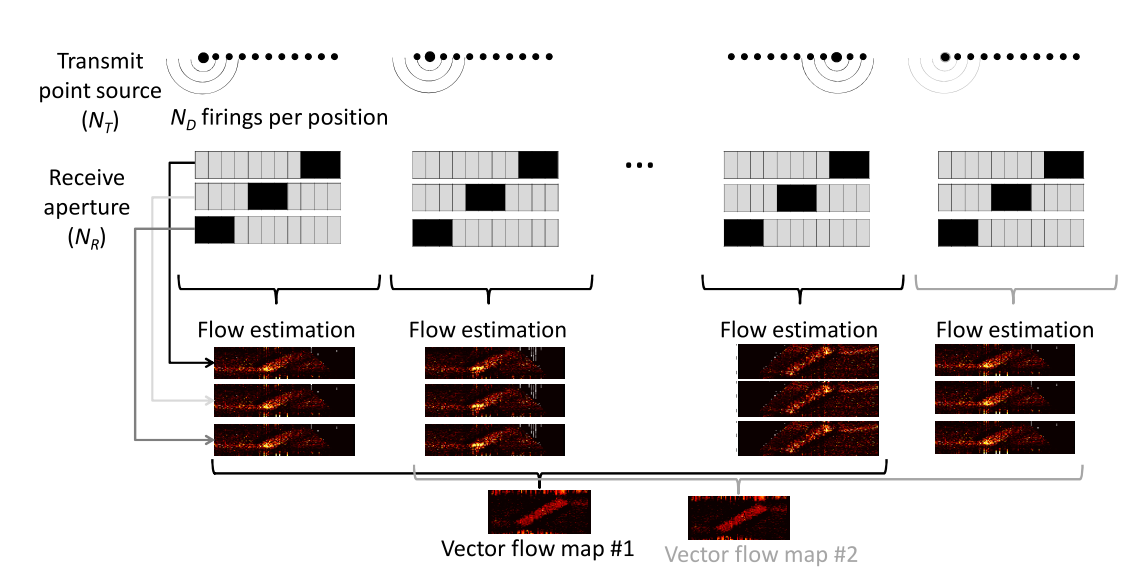 Transmit
point source
(N_T)
N_D firings per position
...
Receive
aperture
(N_R)
Flow estimation
Flow estimation
Flow estimation
Flow estimation
Vector flow map #1
Vector flow map #2